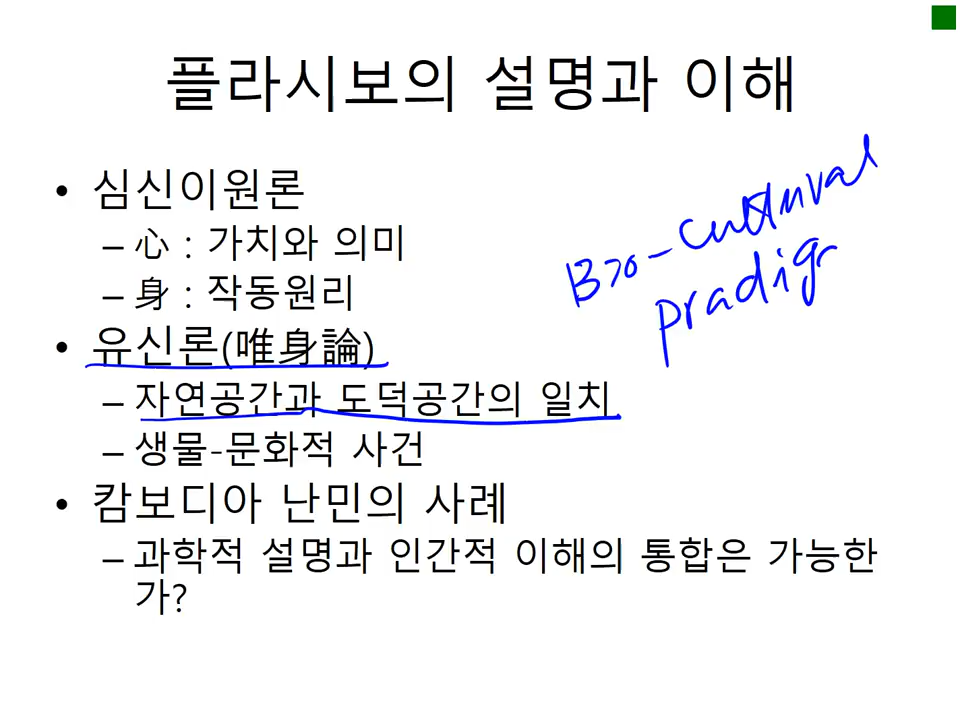 플라시보의 설명과 이해
• 심신이원론
– 心 : 가치와 의미
– 身 : 작동원리
• 유신론(唯身論)
– 자연공간과 도덕공간의 일치
– 생물-문화적 사건
• 캄보디아 난민의 사례
– 과학적 설명과 인간적 이해의 통합은 가능한
가?
Bio-cultural
pradig